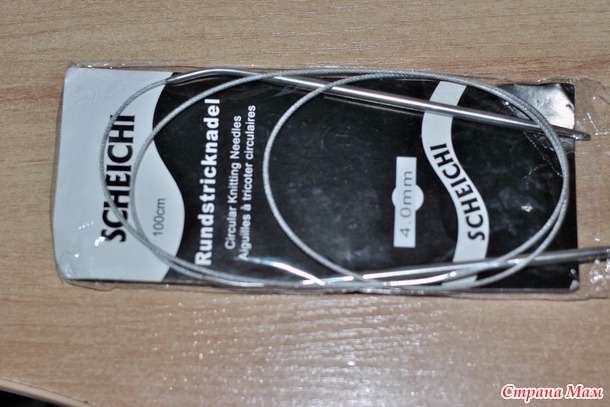 SCHEICHI
100cm
Rundstricknadel
Circular Knitting Needles
Aiguilles à tricoter circulaires
4.0mm
SCHEICHI
Страна Мам